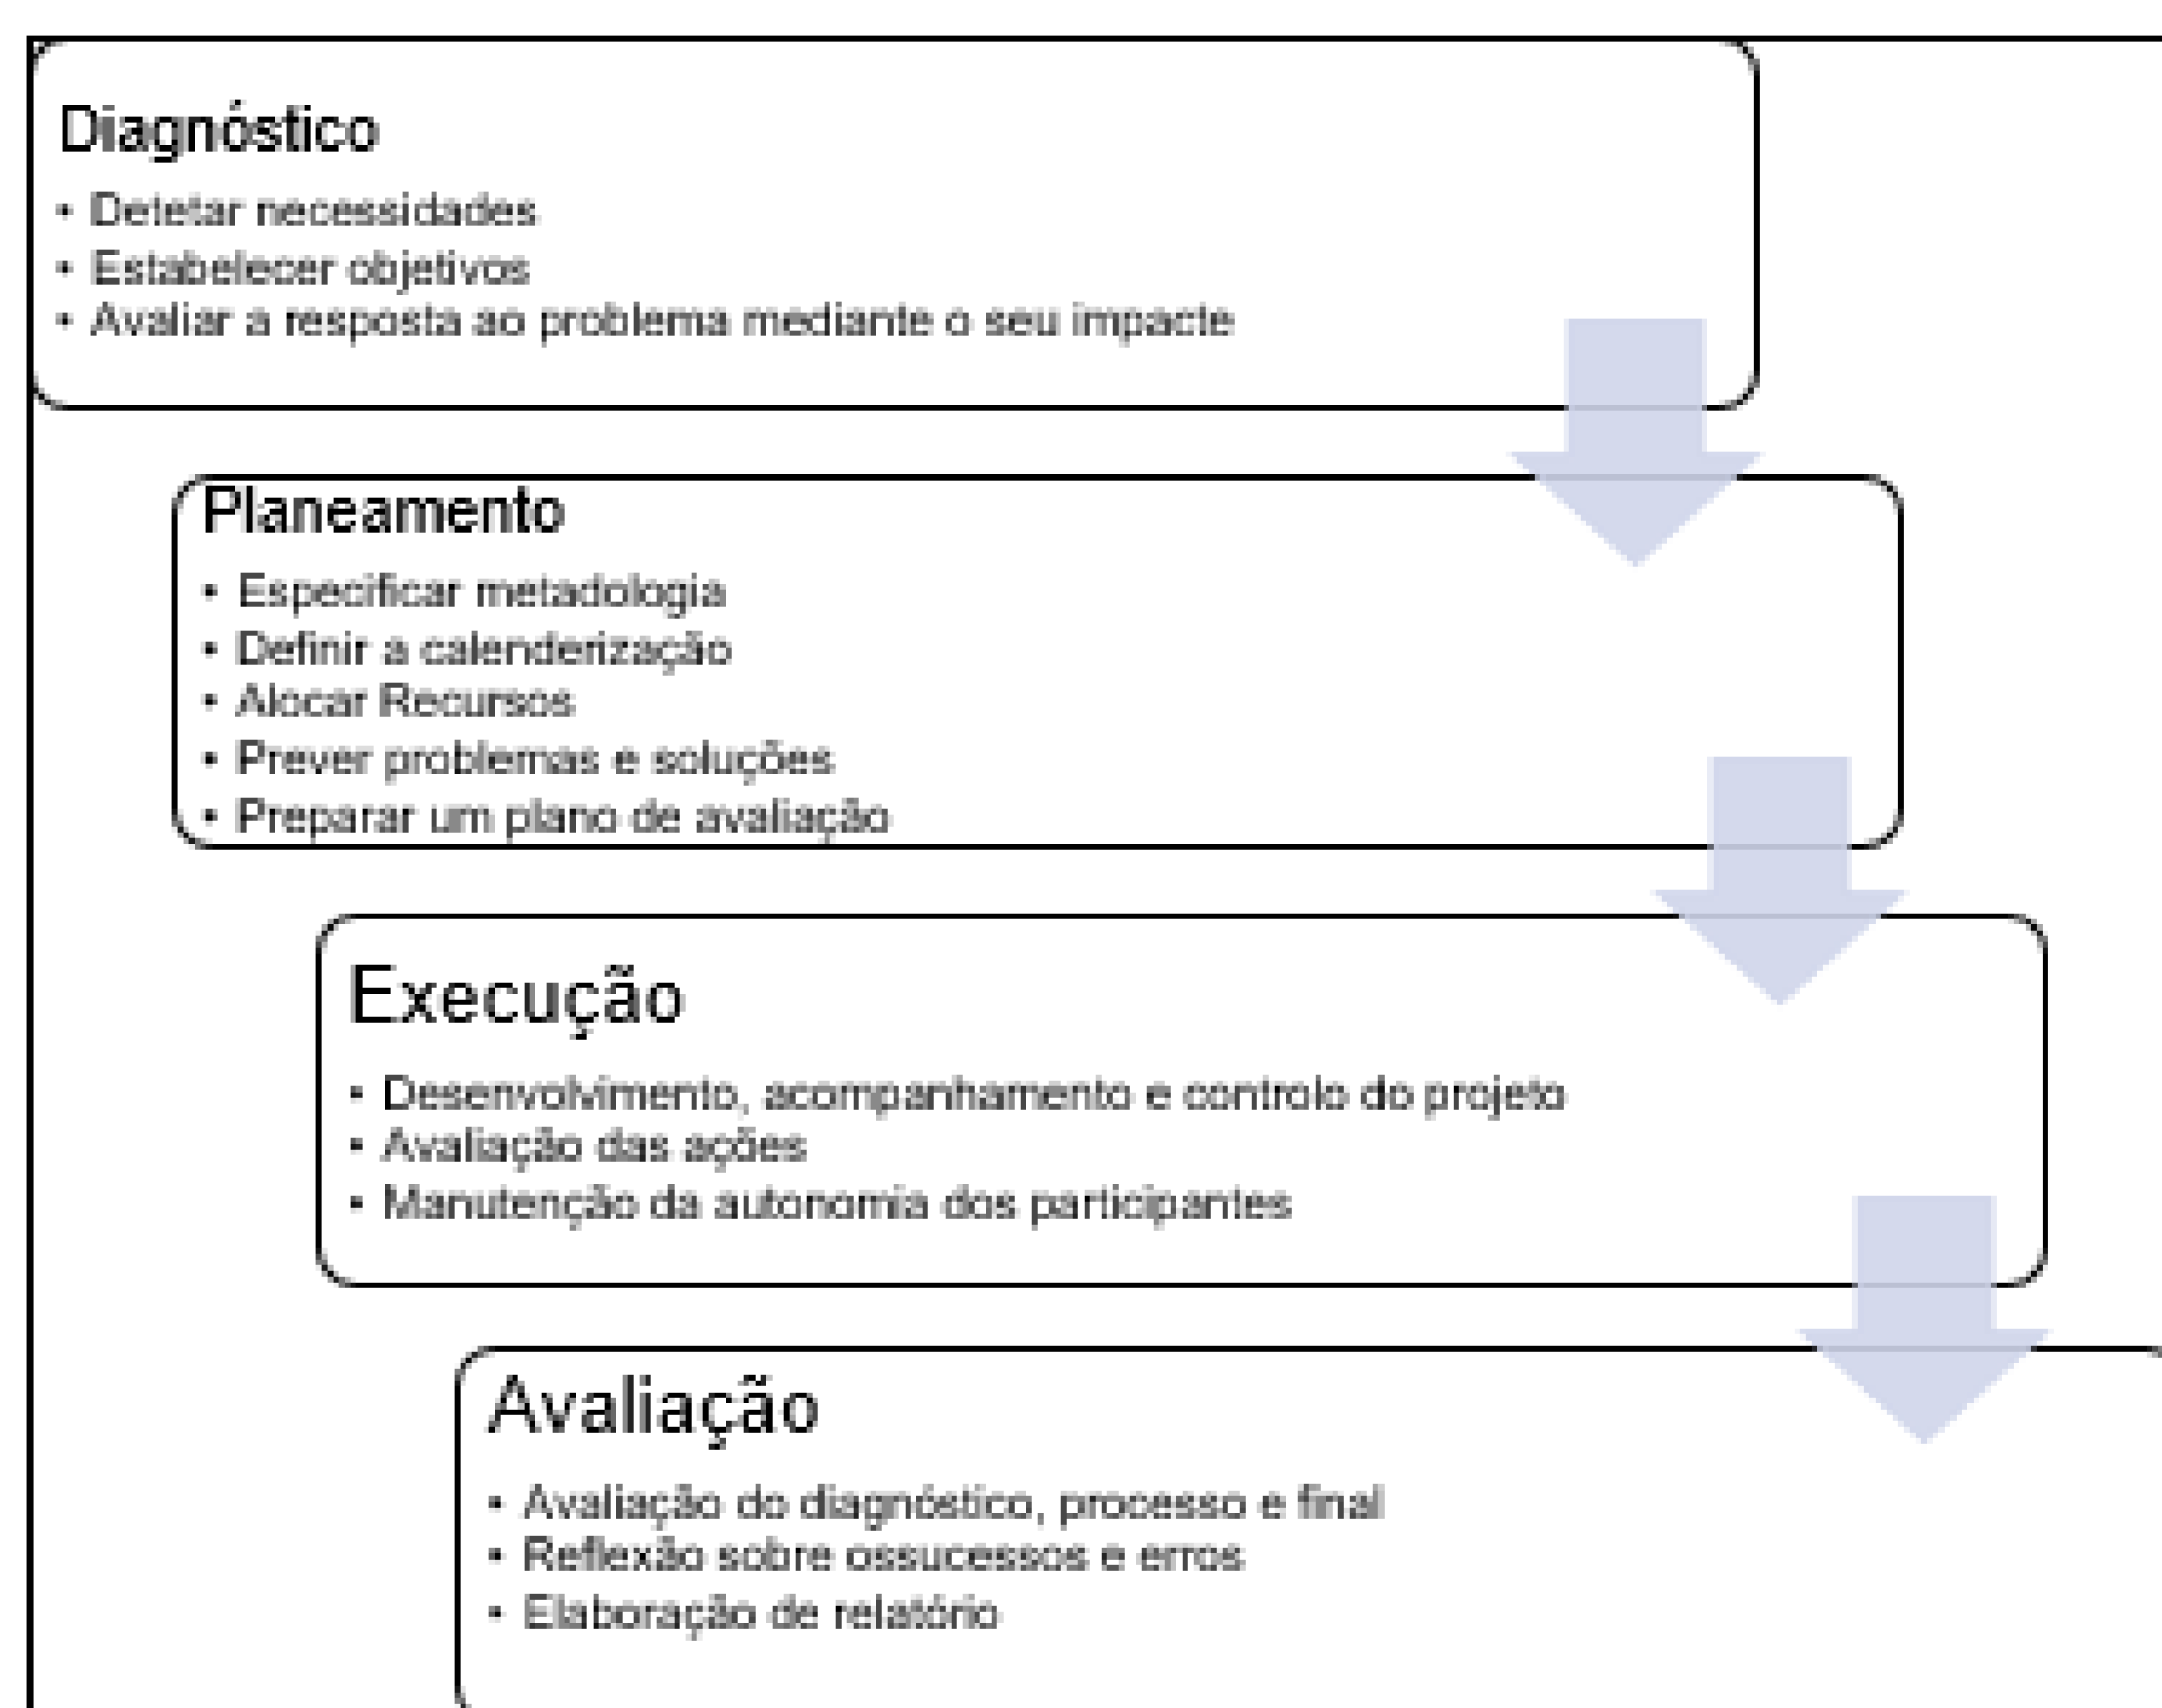 Diagnóstico
• Detetar necessidades
• Estabelecer objetivos
• Avaliar a resposta ao problema mediante o seu impacte
Planeamento
• Especificar metadologia
• Definir a calenderização
• Alocar Recursos
• Prever problemas e soluções
• Preparar um plano de avaliação
Execução
• Desenvolvimento, acompanhamento e controlo do projeto
• Avaliação das ações
• Manutenção da autonomia dos participantes
Avaliação
• Avaliação do diagnóstico, processo e final
• Reflexão sobre ossucessos e erros
• Elaboração de relatório